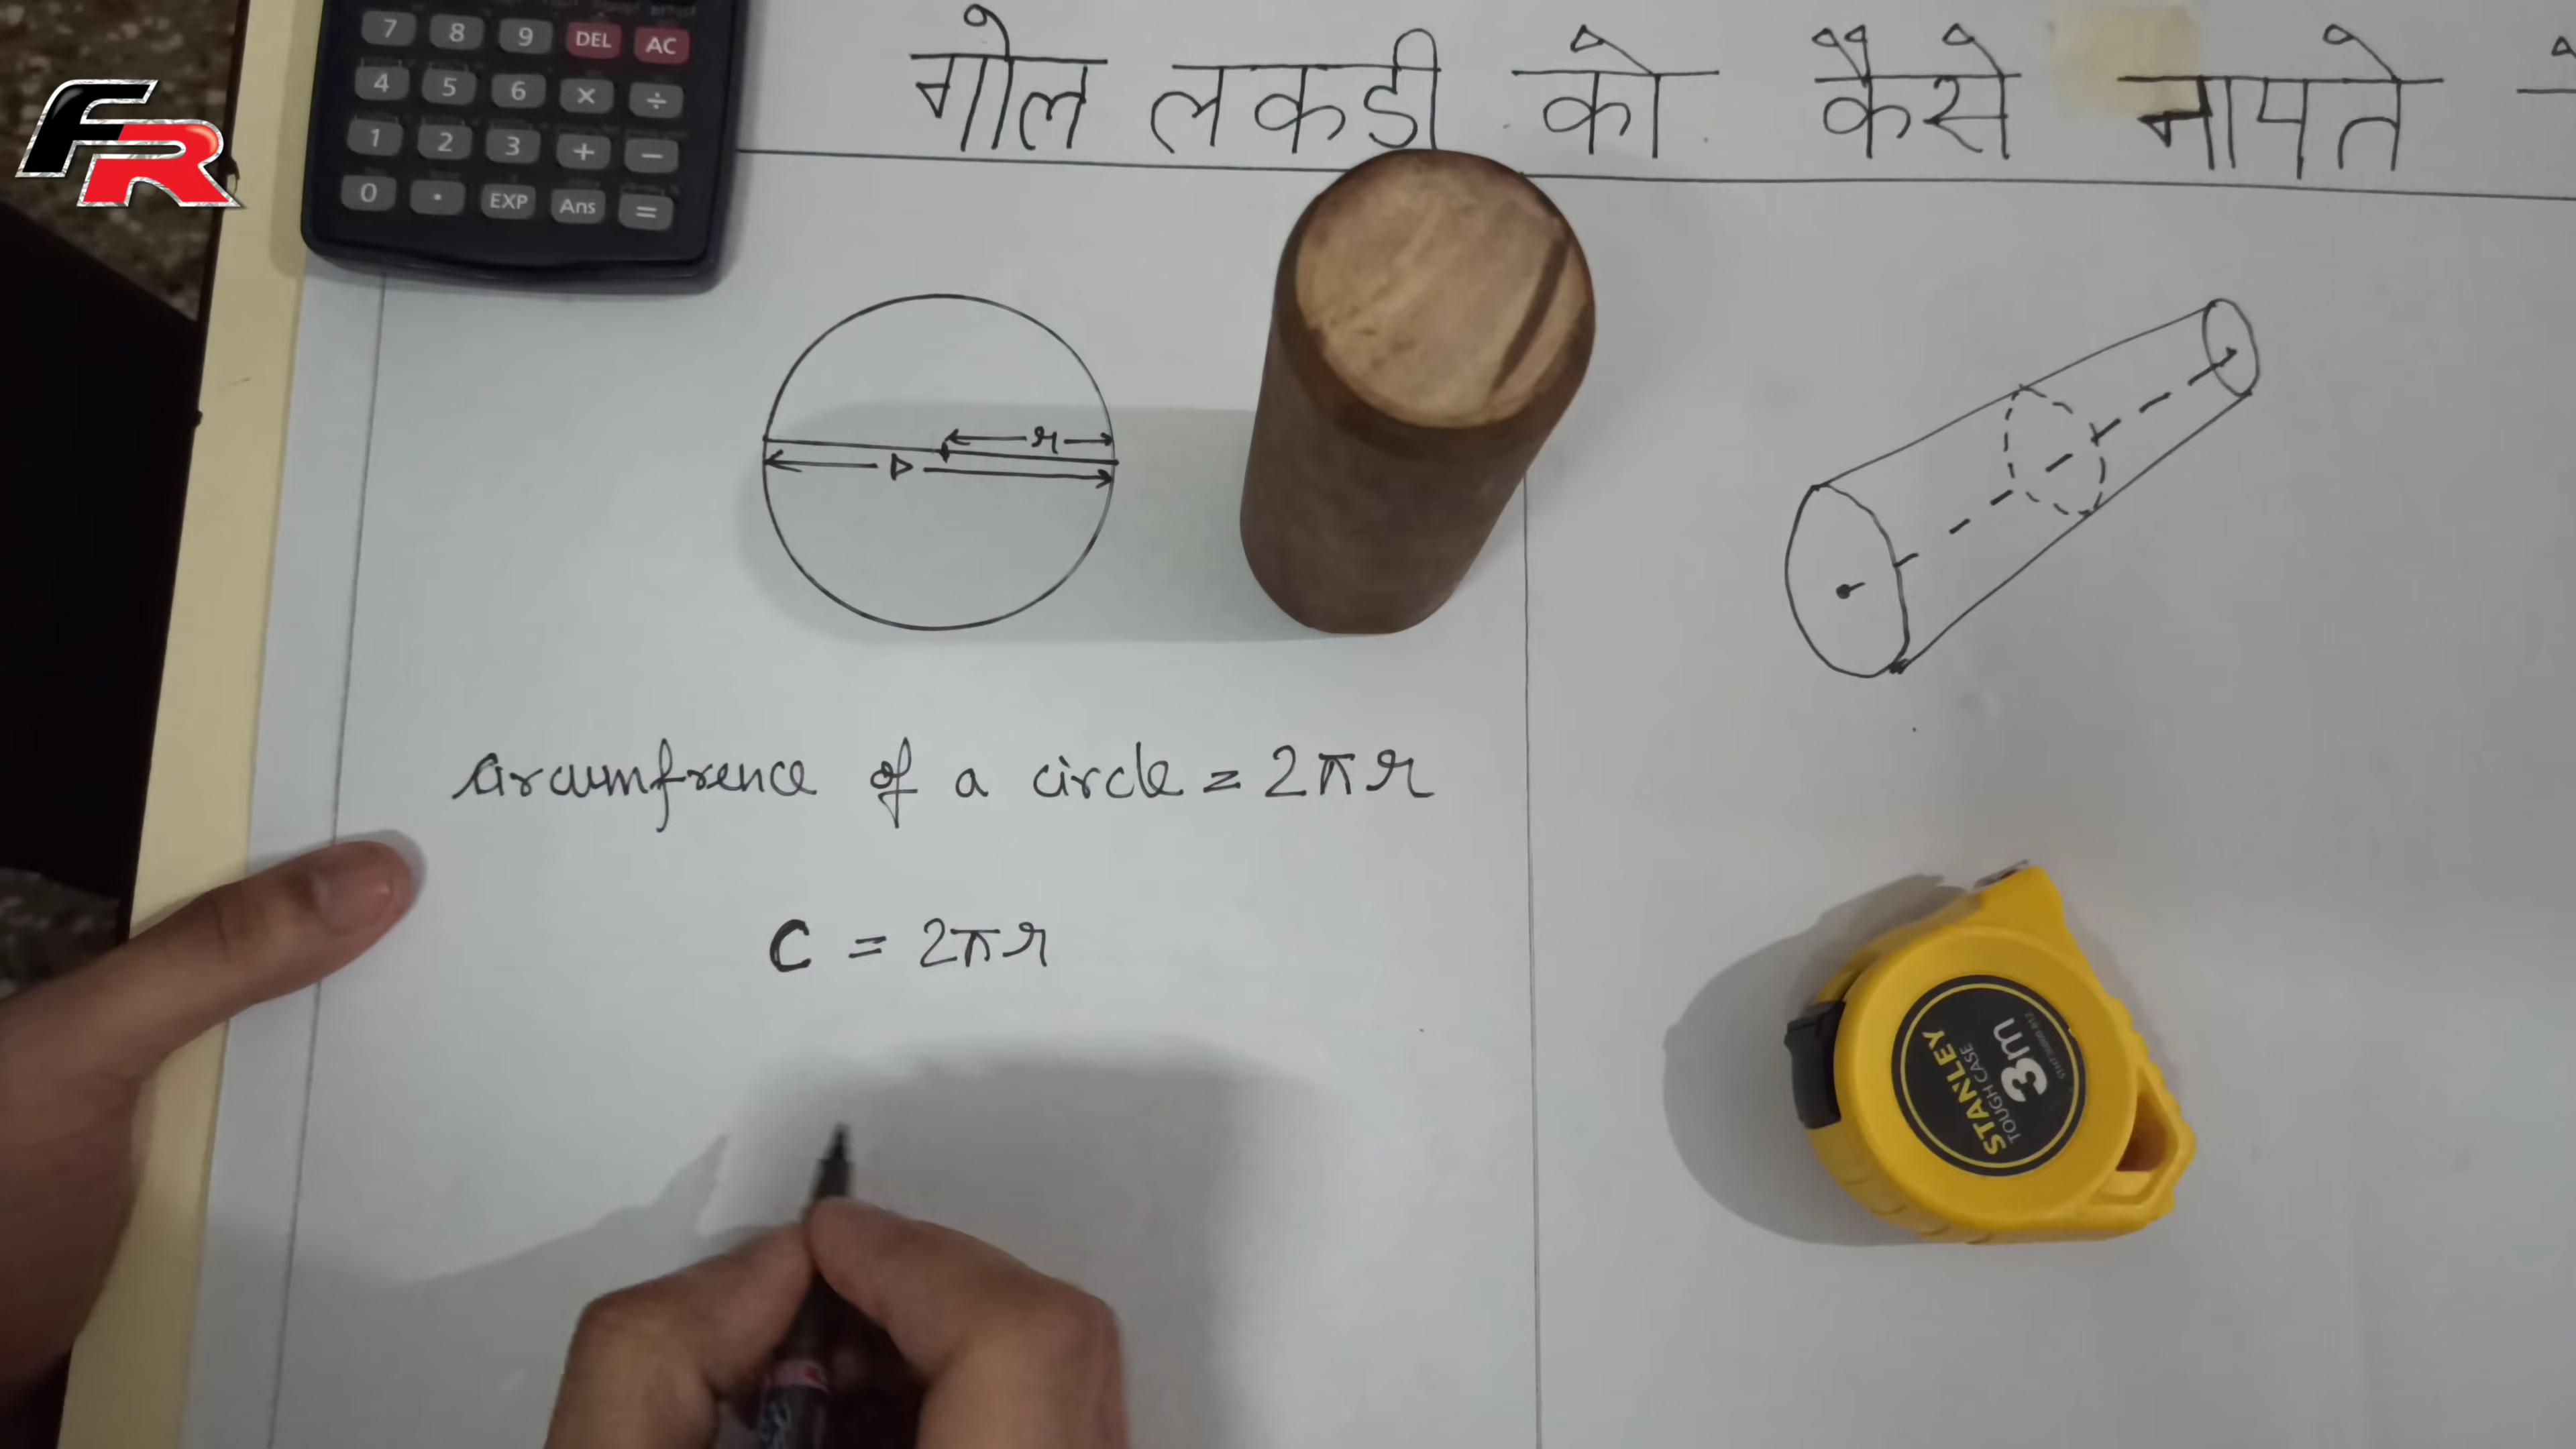 FR
7 8 9 DEL AC
4 5 6 × ÷
1 2 3 + −
0 . EXP Ans =
गोल लकडी को कैसे नापते
r
D
circumfrence of a circle = 2πr
C = 2πr
STANLEY
TOUGH CASE
3m